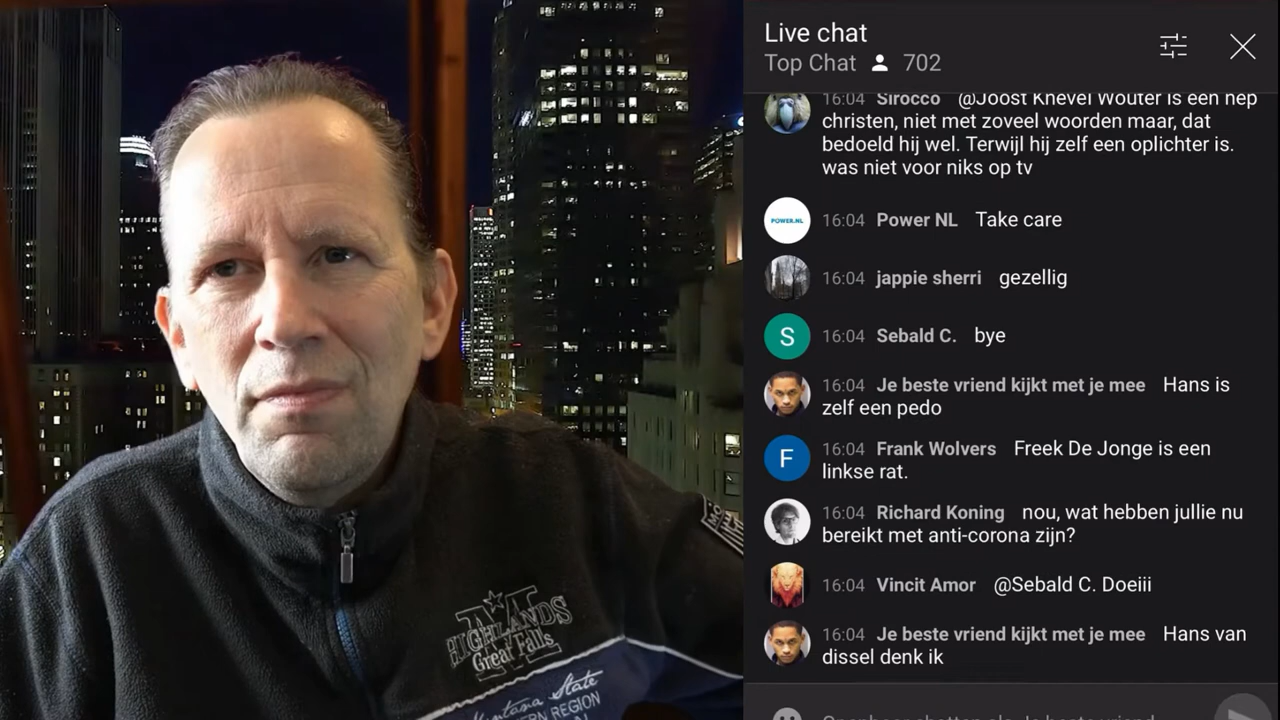 Live chat
Top Chat 702
16:04 Sirocco @Joost Knevel Wouter is een nep
christen, niet met zoveel woorden maar, dat
bedoeld hij wel. Terwijl hij zelf een oplichter is.
was niet voor niks op tv
POWER.NL
16:04 Power NL Take care
16:04 jappie sherri gezellig
S
16:04 Sebald C. bye
16:04 Je beste vriend kijkt met je mee Hans is
zelf een pedo
F
16:04 Frank Wolvers Freek De Jonge is een
linkse rat.
16:04 Richard Koning nou, wat hebben jullie nu
bereikt met anti-corona zijn?
16:04 Vincit Amor @Sebald C. Doeiii
16:04 Je beste vriend kijkt met je mee Hans van
dissel denk ik
M
HIGHLANDS
Great Falls
Montana State
REGION